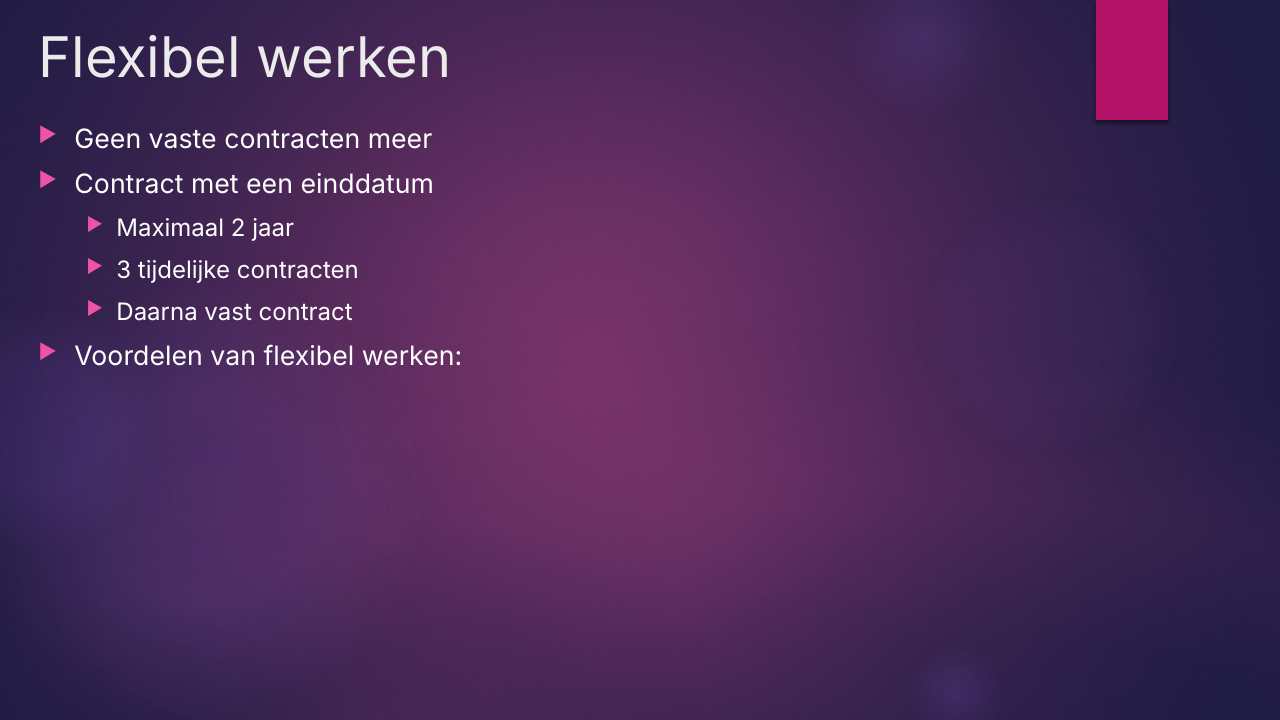 Flexibel werken
Geen vaste contracten meer
Contract met een einddatum
Maximaal 2 jaar
3 tijdelijke contracten
Daarna vast contract
Voordelen van flexibel werken: